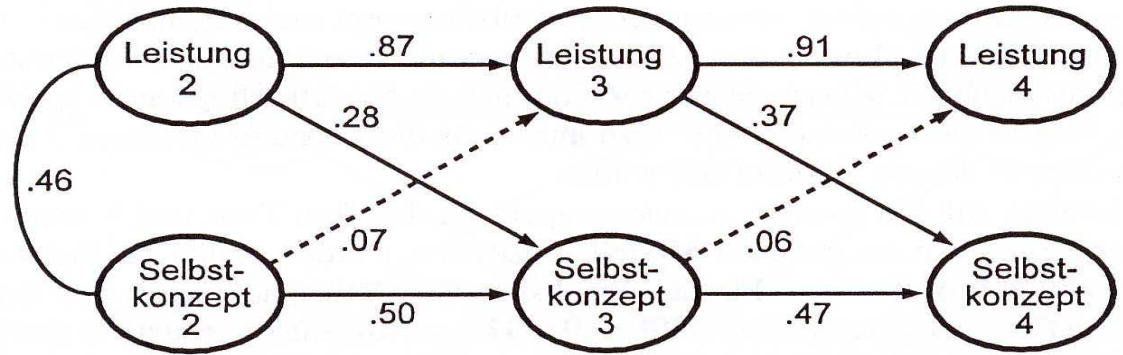 Leistung
2
.87
Leistung
3
.91
Leistung
4
.28
.37
.46
.07
.06
Selbst-
konzept
2
.50
Selbst-
konzept
3
.47
Selbst-
konzept
4